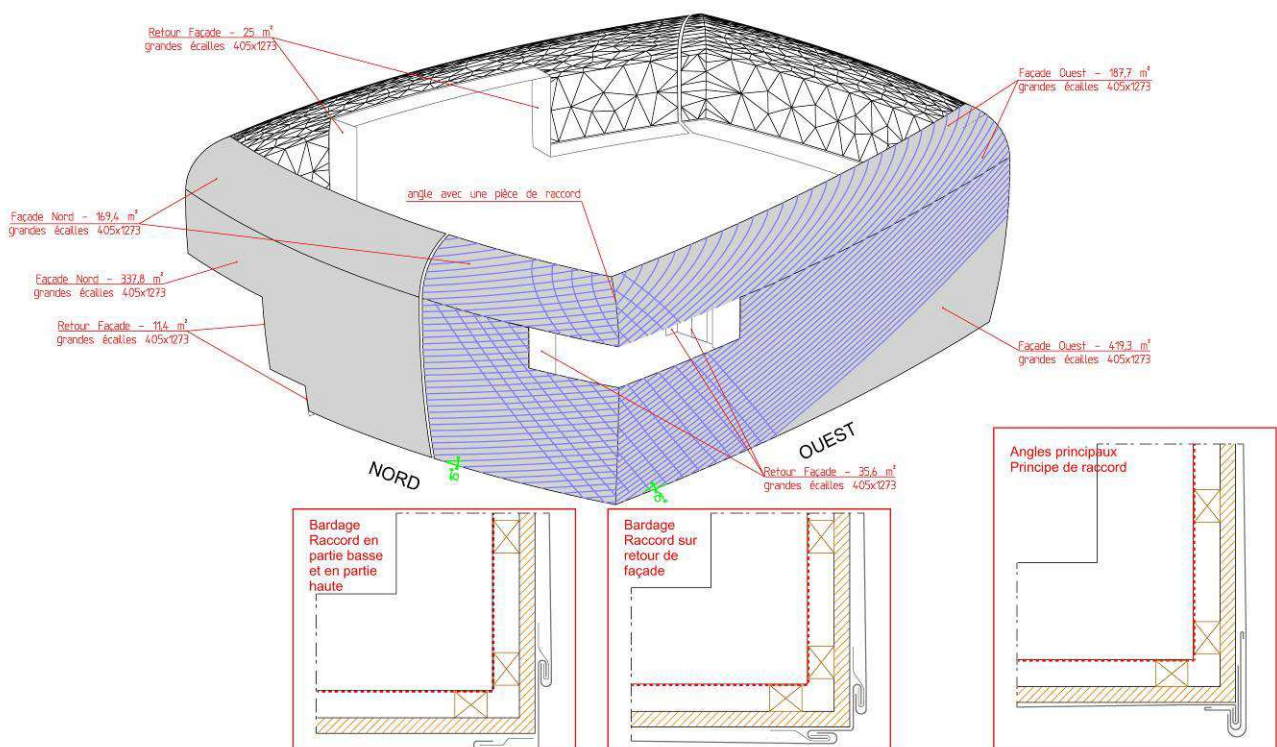 Retour Façade - 25 m²
grandes écailles 405x1273
Façade Ouest - 187,7 m²
grandes écailles 405x1273
angle avec une pièce de raccord
Façade Nord - 169,4 m²
grandes écailles 405x1273
Façade Nord - 337,8 m²
grandes écailles 405x1273
Retour Façade - 11,4 m²
grandes écailles 405x1273
Façade Ouest - 419,3 m²
grandes écailles 405x1273
NORD
OUEST
Retour Façade - 35,6 m²
grandes écailles 405x1273
Bardage
Raccord en
partie basse
et en partie
haute
Bardage
Raccord sur
retour de
façade
Angles principaux
Principe de raccord